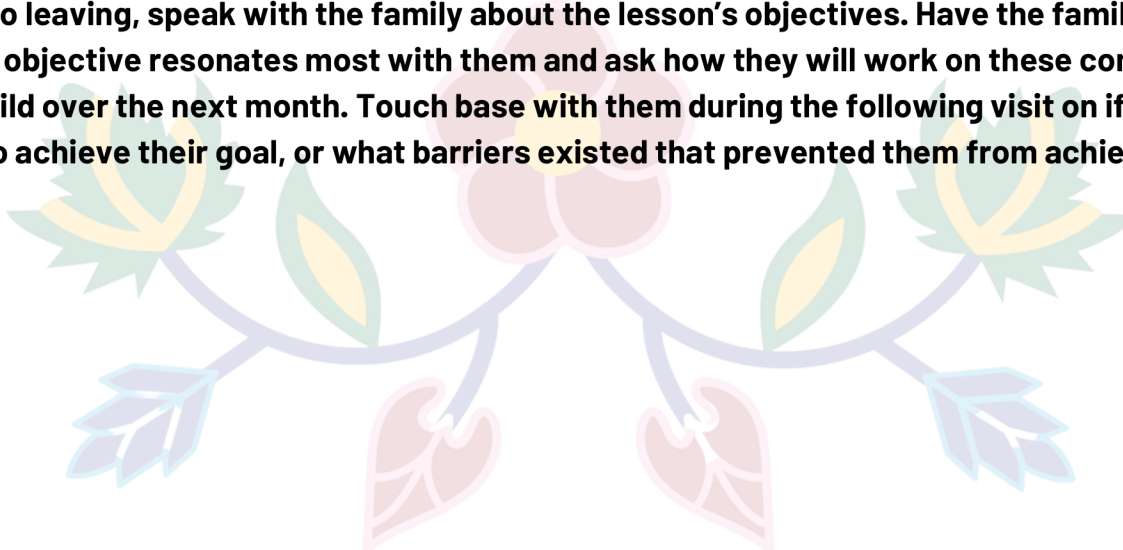 o leaving, speak with the family about the lesson’s objectives. Have the famil
objective resonates most with them and ask how they will work on these con
ild over the next month. Touch base with them during the following visit on if
o achieve their goal, or what barriers existed that prevented them from achie